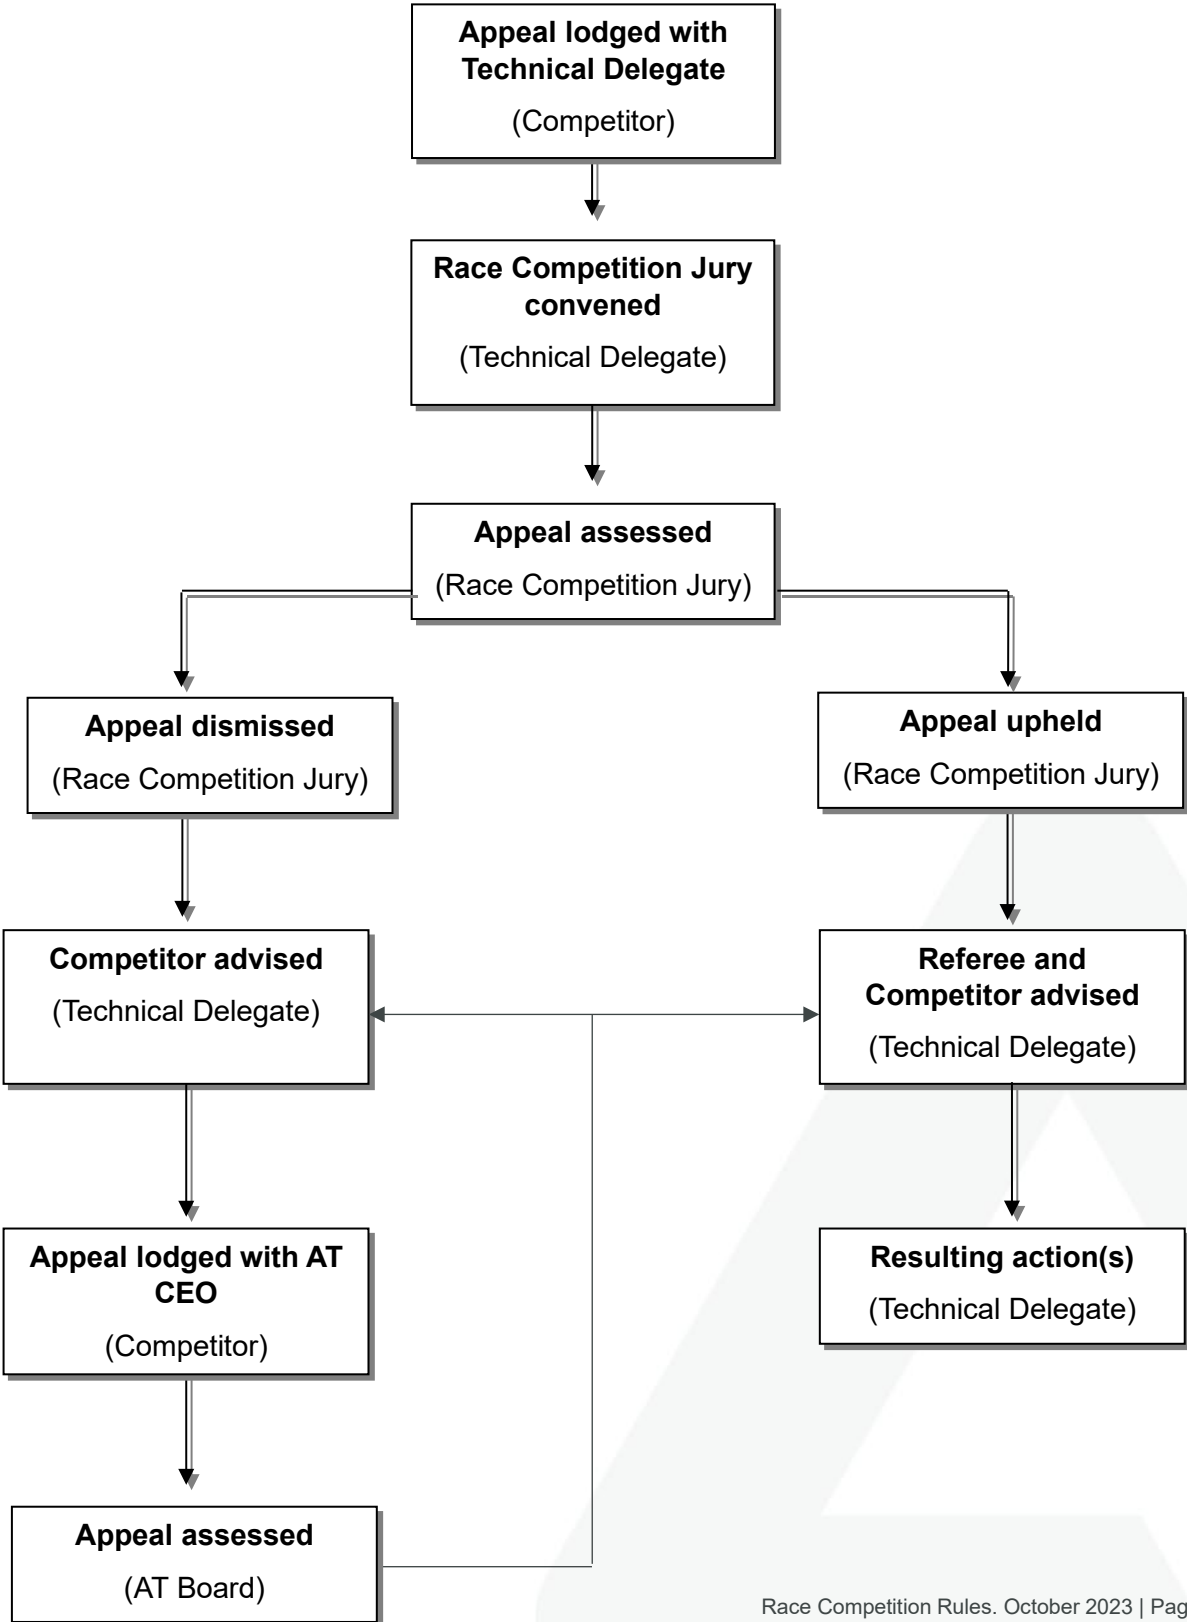 Appeal lodged with
Technical Delegate
(Competitor)
Race Competition Jury
convened
(Technical Delegate)
Appeal assessed
(Race Competition Jury)
Appeal dismissed
(Race Competition Jury)
Appeal upheld
(Race Competition Jury)
Competitor advised
(Technical Delegate)
Referee and
Competitor advised
(Technical Delegate)
Appeal lodged with AT
CEO
(Competitor)
Resulting action(s)
(Technical Delegate)
Appeal assessed
(AT Board)
Race Competition Rules. October 2023 | Pag